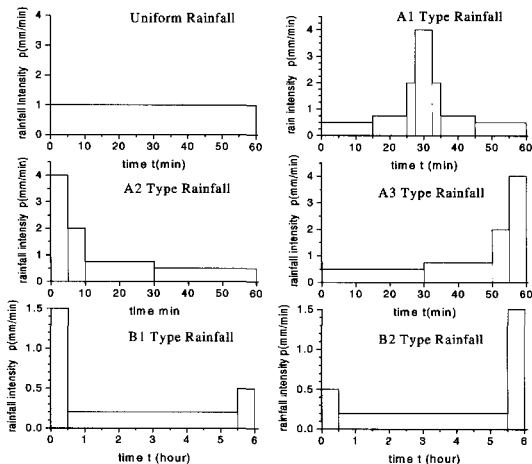 Uniform Rainfall
rainfall intensity p(mm/min)
4
3
2
1
0
0 10 20 30 40 50 60
time t(min)
A1 Type Rainfall
rain intensity p(mm/min)
4
3
2
1
0
0 15 30 45 60
time t(min)
A2 Type Rainfall
rainfall intensity p(mm/min)
4
3
2
1
0
0 10 20 30 40 50 60
time min
A3 Type Rainfall
rainfall intensity p(mm/min)
4
3
2
1
0
0 10 20 30 40 50 60
time t(min)
B1 Type Rainfall
rainfall intensity p(mm/min)
1.5
1.0
0.5
0.0
0 1 2 3 4 5 6
time t (hour)
B2 Type Rainfall
rainfall intensity p(mm/min)
1.5
1.0
0.5
0.0
0 1 2 3 4 5 6
time t (hour)